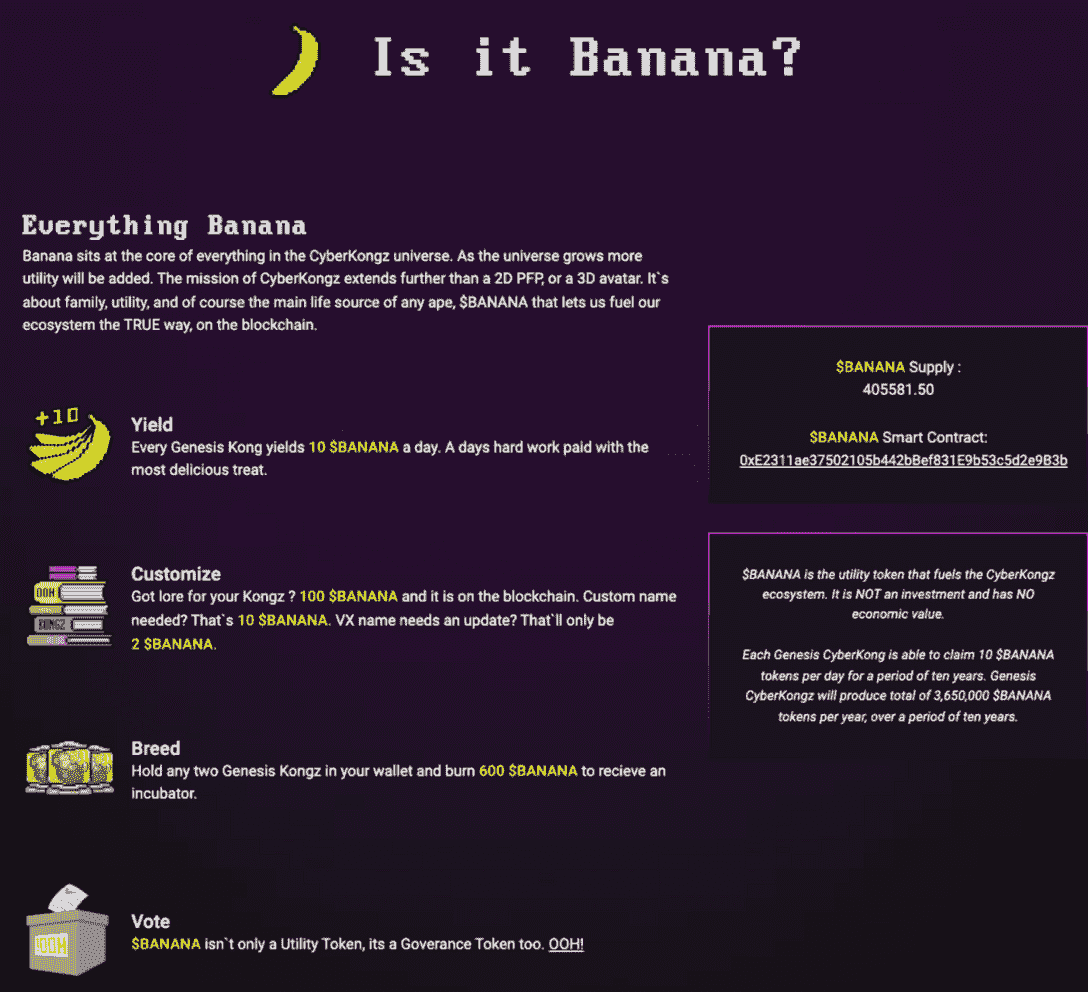 Is it Banana?
Everything Banana
Banana sits at the core of everything in the CyberKongz universe. As the universe grows more
utility will be added. The mission of CyberKongz extends further than a 2D PFP, or a 3D avatar. It`s
about family, utility, and of course the main life source of any ape, $BANANA that lets us fuel our
ecosystem the TRUE way, on the blockchain.
+10
Yield
Every Genesis Kong yields 10 $BANANA a day. A days hard work paid with the
most delicious treat.
OOH
KONGZ
Customize
Got lore for your Kongz ? 100 $BANANA and it is on the blockchain. Custom name
needed? That`s 10 $BANANA. VX name needs an update? That`ll only be
2 $BANANA.
Breed
Hold any two Genesis Kongz in your wallet and burn 600 $BANANA to recieve an
incubator.
OOH
Vote
$BANANA isn`t only a Utility Token, its a Goverance Token too. OOH!
$BANANA Supply :
405581.50
$BANANA Smart Contract:
0xE2311ae37502105b442bBef831E9b53c5d2e9B3b
$BANANA is the utility token that fuels the CyberKongz
ecosystem. It is NOT an investment and has NO
economic value.
Each Genesis CyberKong is able to claim 10 $BANANA
tokens per day for a period of ten years. Genesis
CyberKongz will produce total of 3,650,000 $BANANA
tokens per year, over a period of ten years.